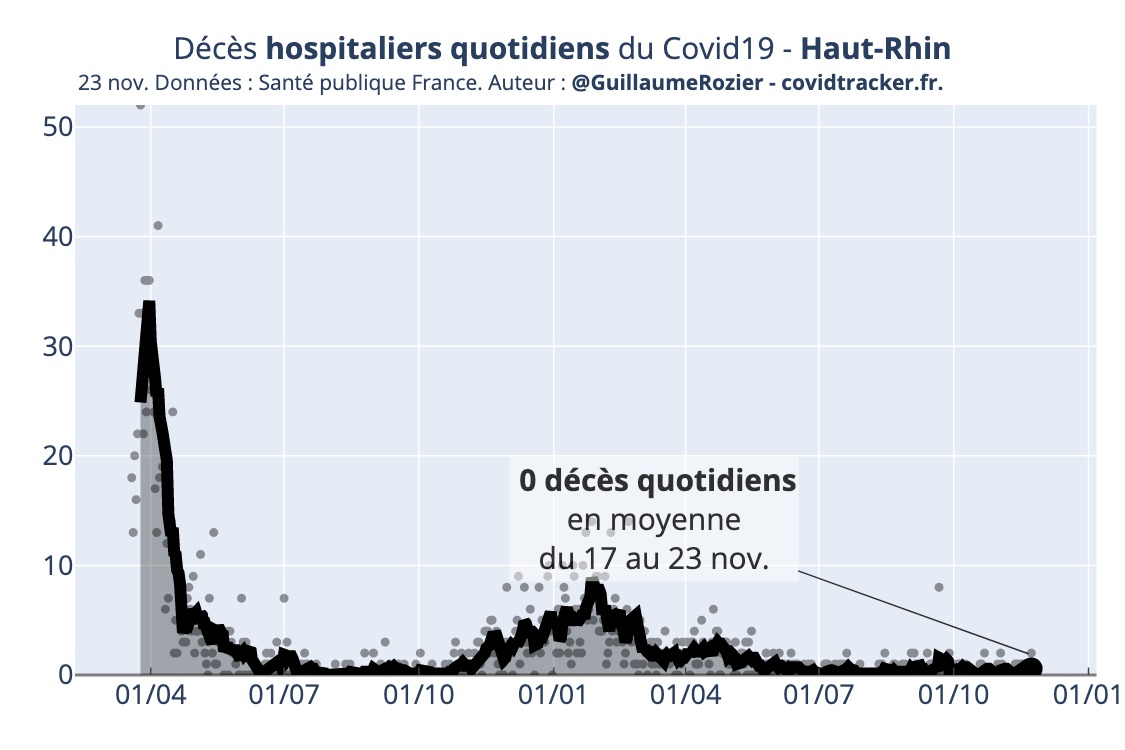 Décès hospitaliers quotidiens du Covid19 - Haut-Rhin
23 nov. Données : Santé publique France. Auteur : @GuillaumeRozier - covidtracker.fr.
50
40
30
20
10
0
0 décès quotidiens
en moyenne
du 17 au 23 nov.
01/04 01/07 01/10 01/01 01/04 01/07 01/10 01/01